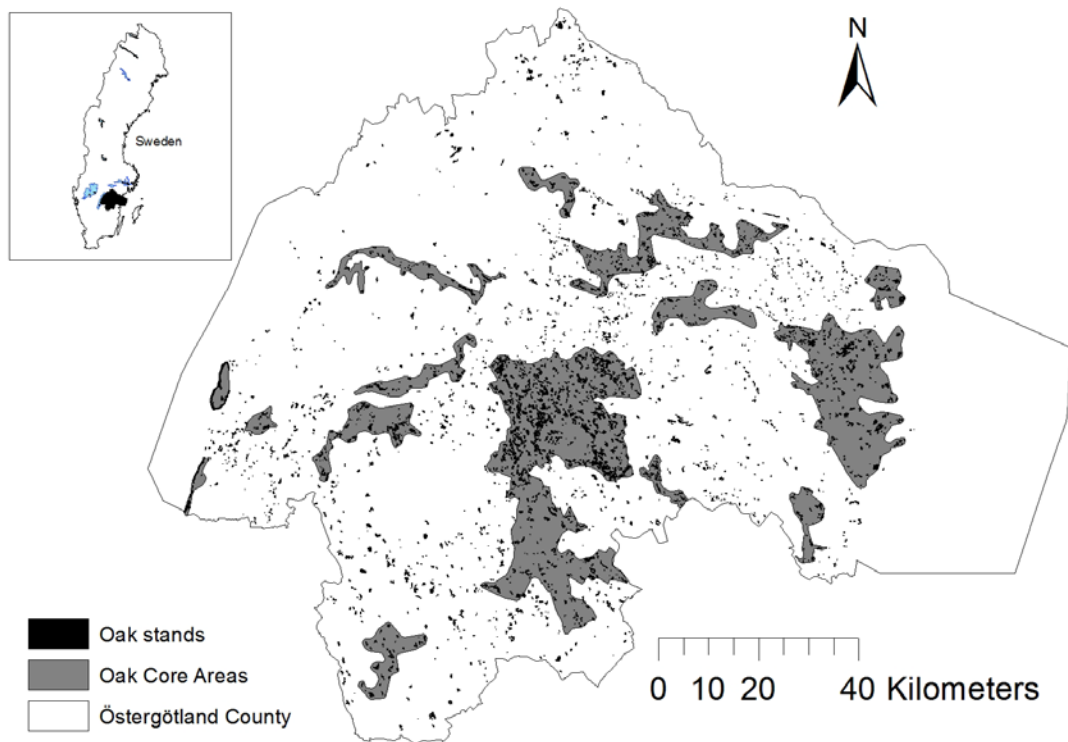 Sweden
N
Oak stands
Oak Core Areas
Östergötland County
0 10 20 40 Kilometers